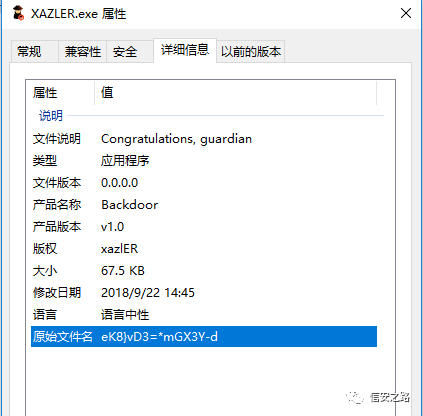 XAZLER.exe 属性
常规 兼容性 安全 详细信息 以前的版本
属性 值
说明
文件说明 Congratulations, guardian
类型 应用程序
文件版本 0.0.0.0
产品名称 Backdoor
产品版本 v1.0
版权 xazlER
大小 67.5 KB
修改日期 2018/9/22 14:45
语言 语言中性
原始文件名 eK8}vD3=*mGX3Y-d
信安之路